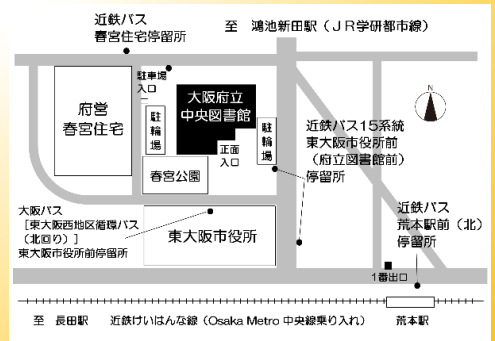 近鉄バス
春宮住宅停留所
至 鴻池新田駅（ＪＲ学研都市線）
駐車場
入口
大阪府立
中央図書館
府営
春宮住宅
駐輪場
駐輪場
正面
入口
N
近鉄バス15系統
東大阪市役所前
（府立図書館前）
停留所
春宮公園
大阪バス
［東大阪西地区循環バス
（北回り）］
東大阪市役所前停留所
東大阪市役所
近鉄バス
荒本駅前（北）
停留所
1番出口
至 長田駅 近鉄けいはんな線（Osaka Metro 中央線乗り入れ） 荒本駅